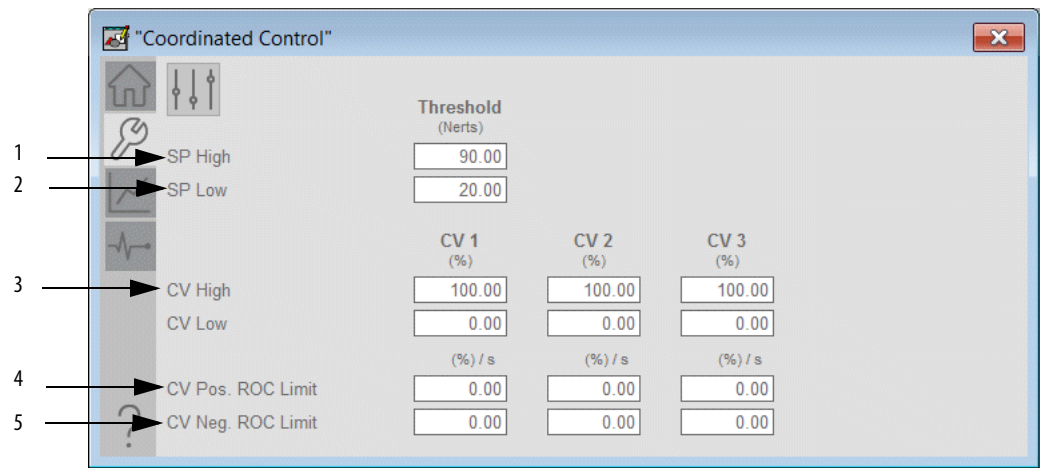 "Coordinated Control"
Threshold
(Nerts)
1 SP High 90.00
2 SP Low 20.00
CV 1 CV 2 CV 3
(%) (%) (%)
3 CV High 100.00 100.00 100.00
CV Low 0.00 0.00 0.00
(%) / s (%) / s (%) / s
4 CV Pos. ROC Limit 0.00 0.00 0.00
5 CV Neg. ROC Limit 0.00 0.00 0.00
?